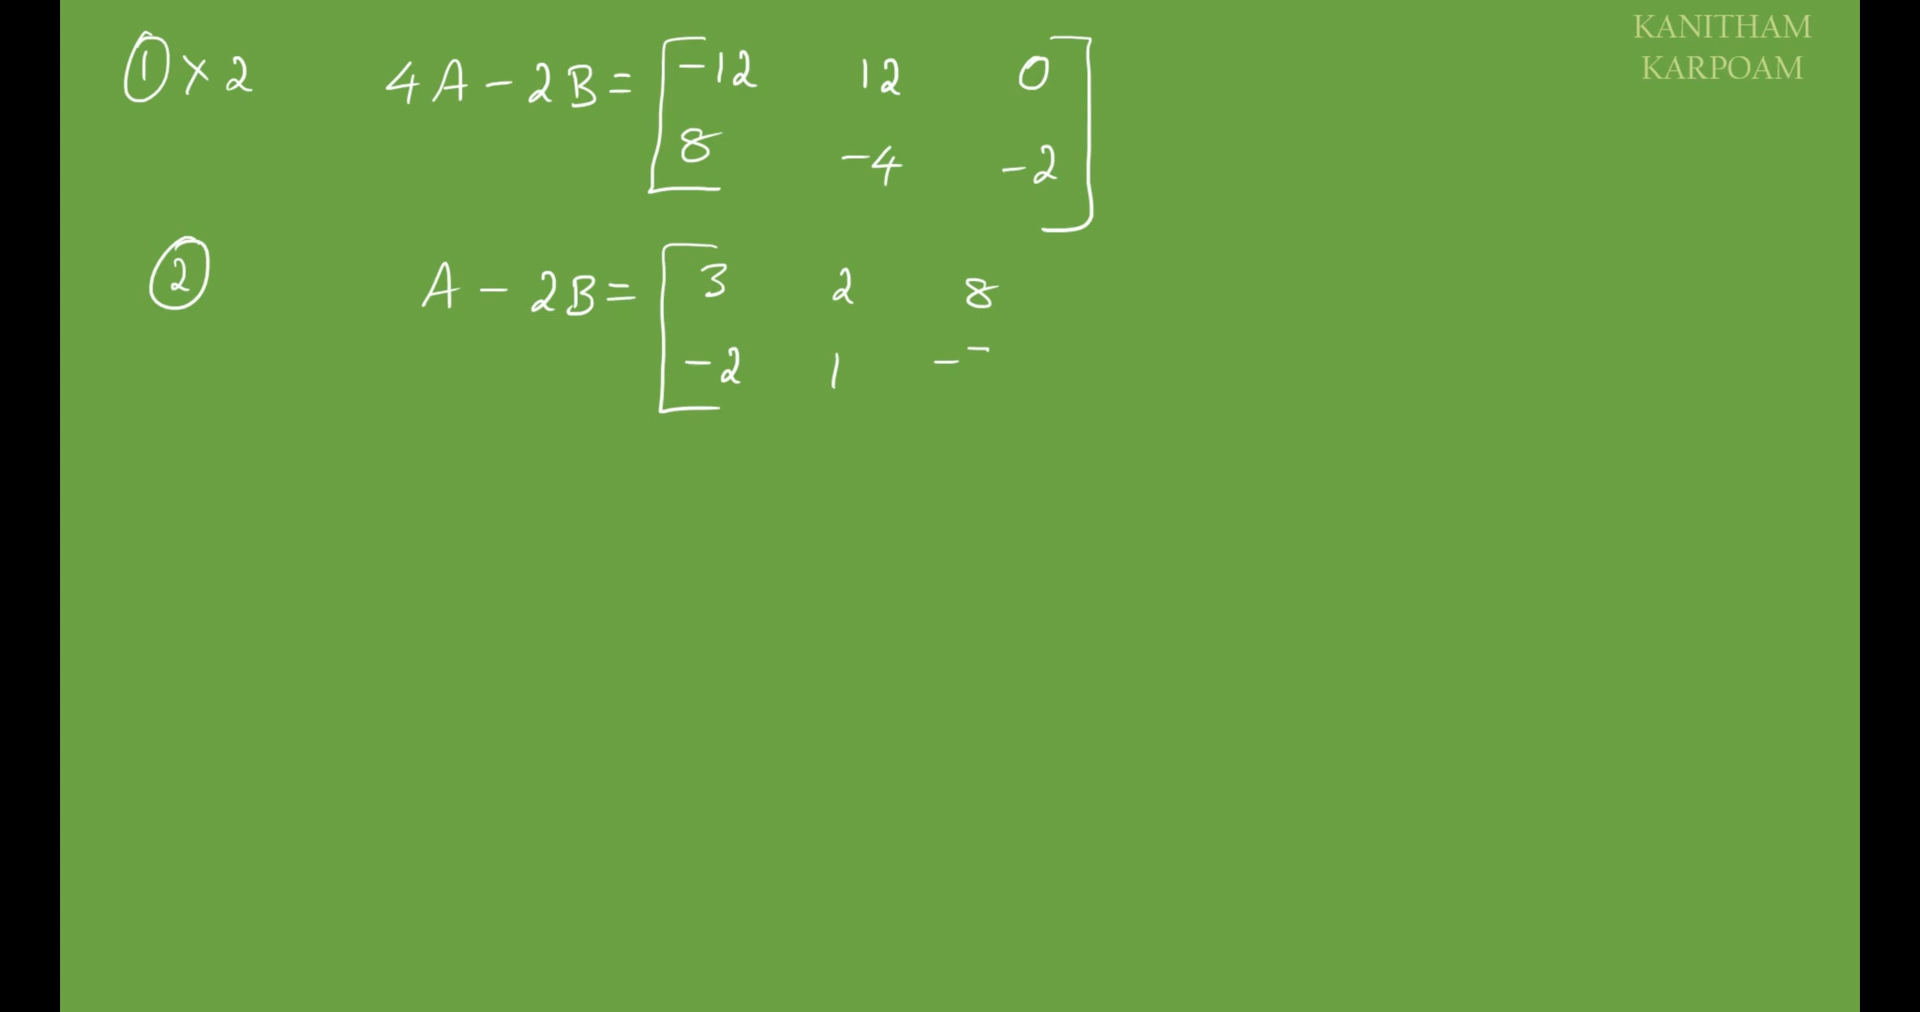 KANITHAM
KARPOAM
① × 2 4A - 2B = [ -12 12 0
8 -4 -2 ]
② A - 2B = [ 3 2 8
-2 1 -